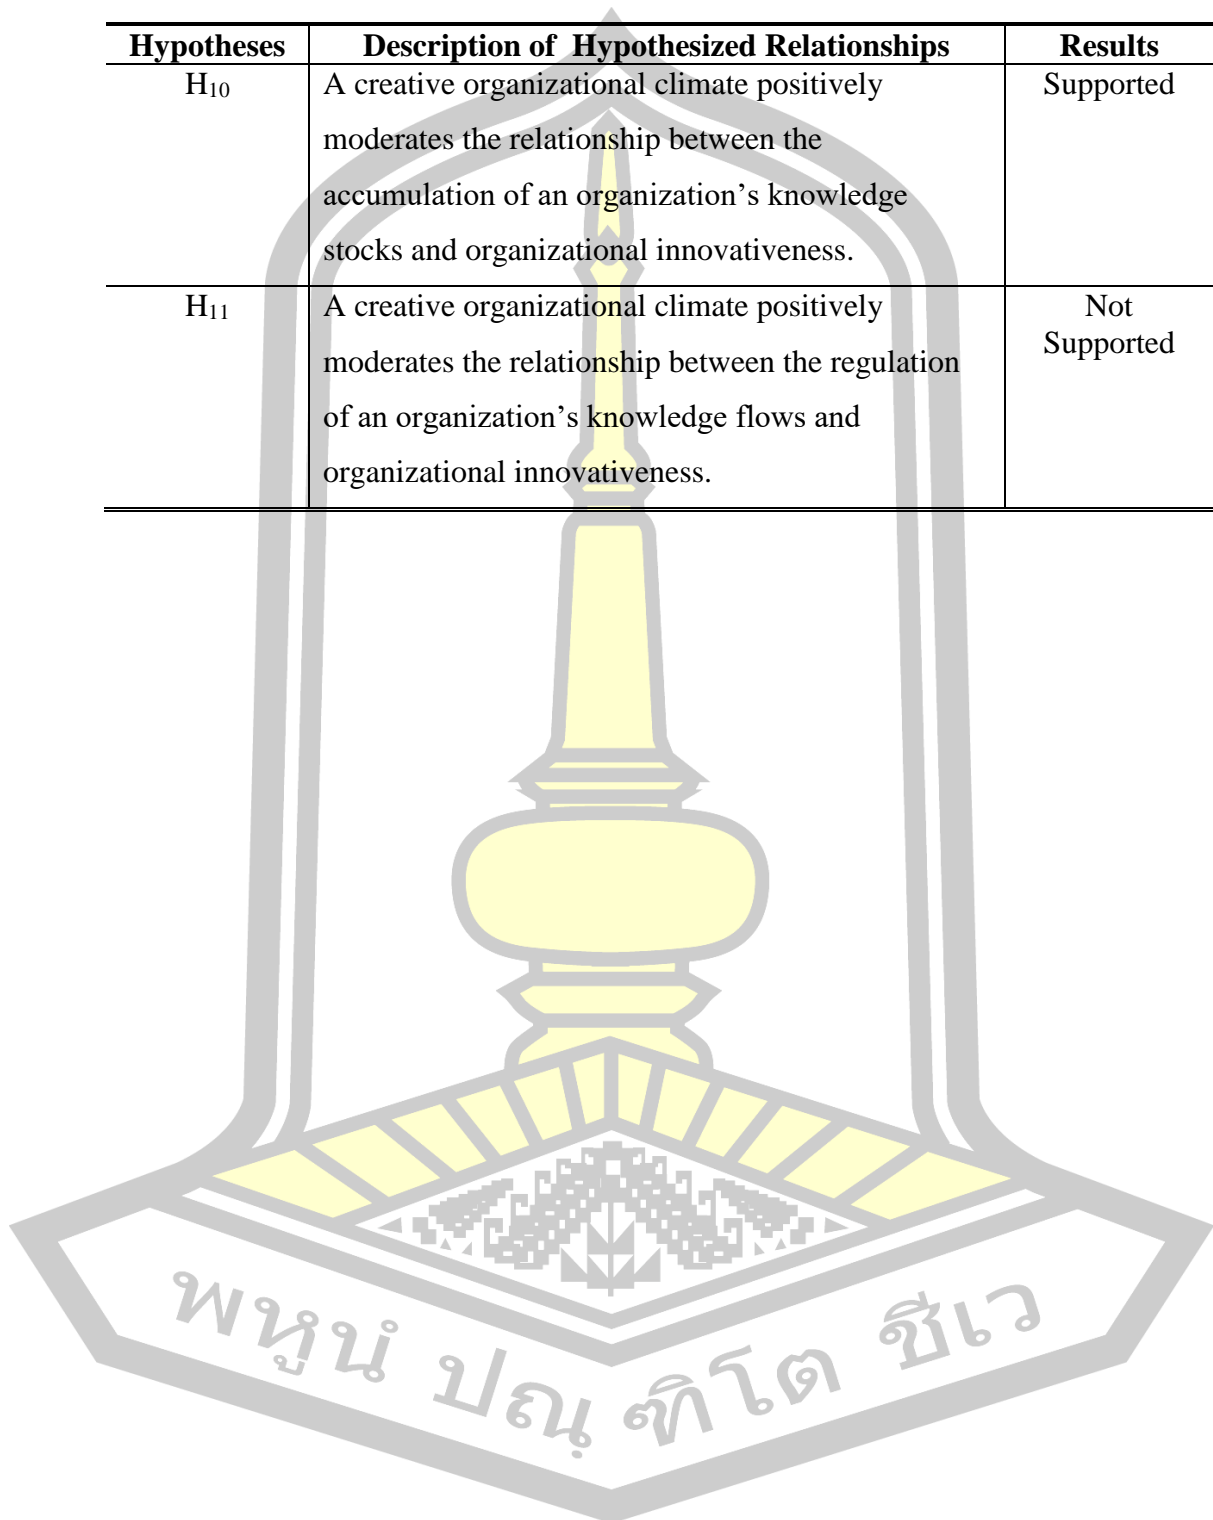 Hypotheses Description of Hypothesized Relationships Results
H₁₀ A creative organizational climate positively Supported
moderates the relationship between the
accumulation of an organization’s knowledge
stocks and organizational innovativeness.
H₁₁ A creative organizational climate positively Not
moderates the relationship between the regulation Supported
of an organization’s knowledge flows and
organizational innovativeness.
พหูนํ ปณฺฑิโต ชีเว